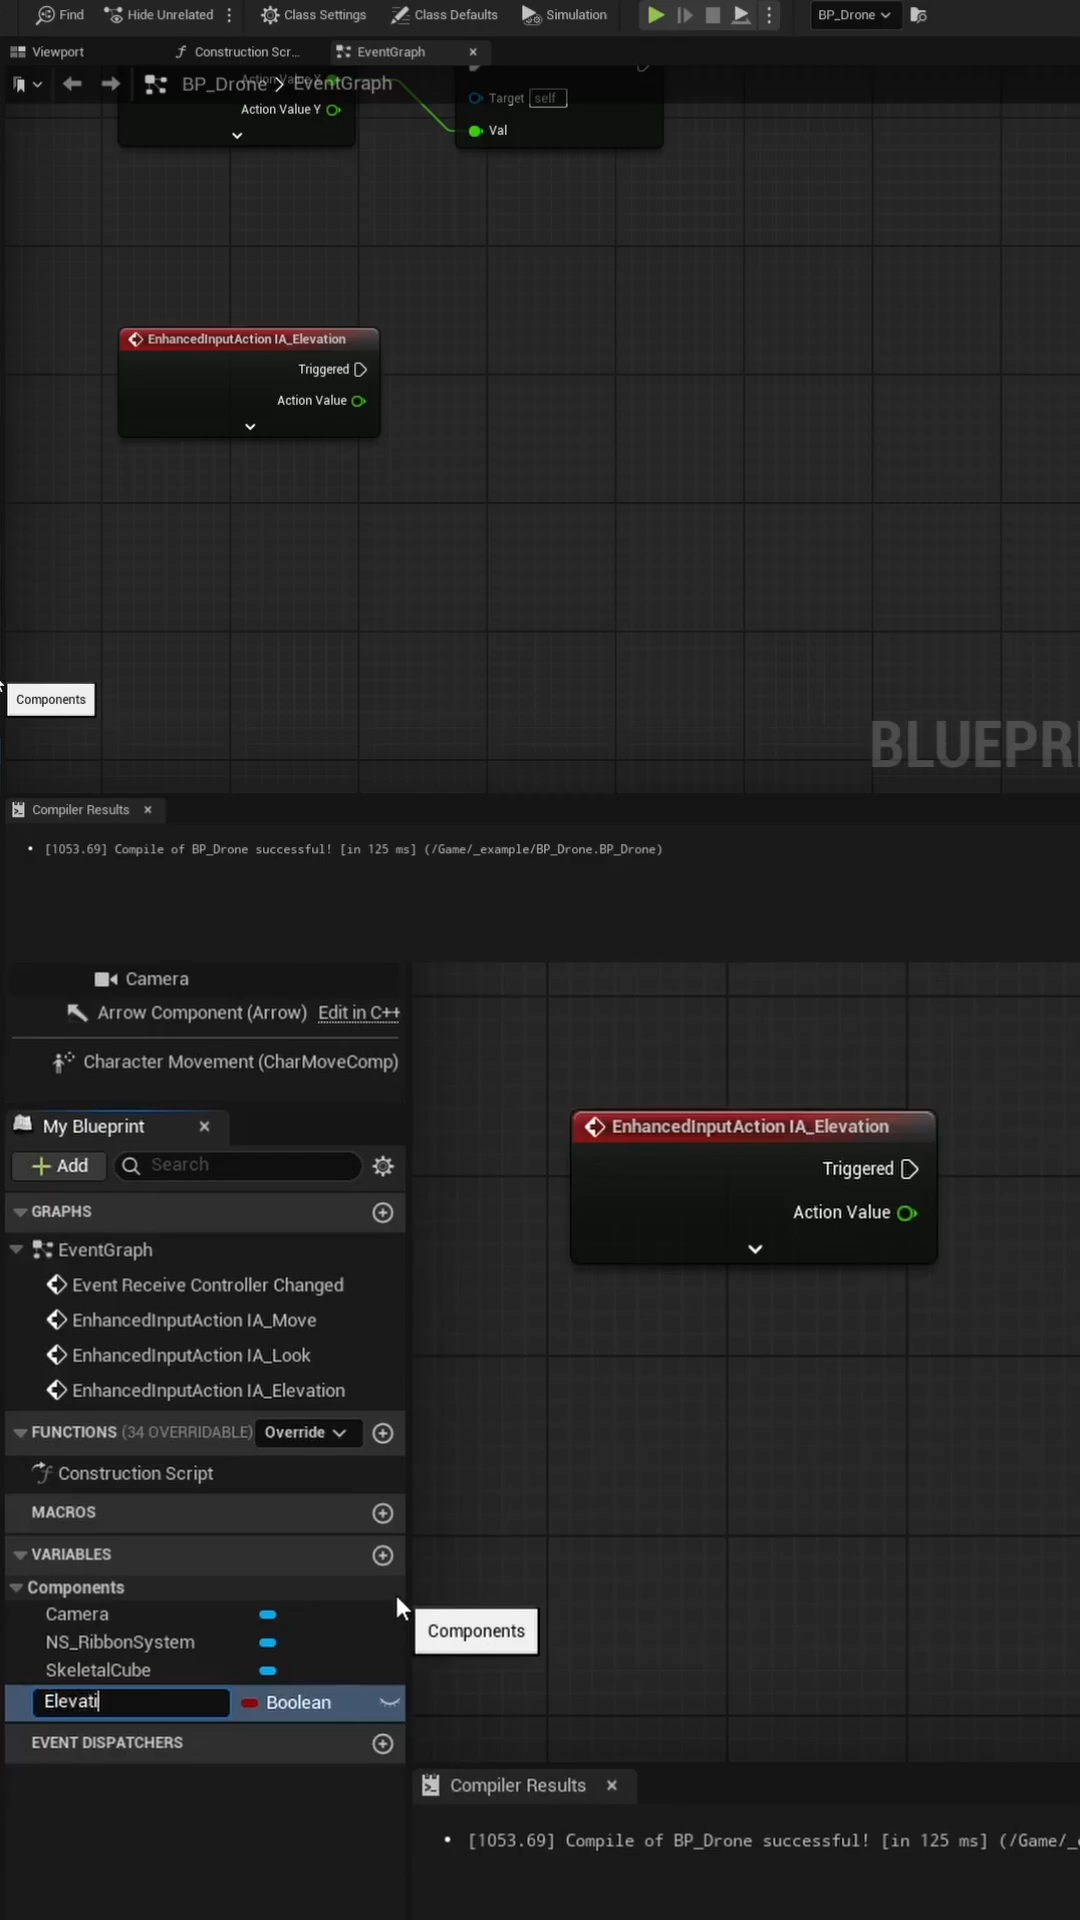 Find
Hide Unrelated
Class Settings
Class Defaults
Simulation
BP_Drone
Viewport
Construction Scr...
EventGraph
BP_Drone > EventGraph
Action Value X
Action Value Y
Target self
Val
EnhancedInputAction IA_Elevation
Triggered
Action Value
Components
BLUEPRI
Compiler Results
• [1053.69] Compile of BP_Drone successful! [in 125 ms] (/Game/_example/BP_Drone.BP_Drone)
Camera
Arrow Component (Arrow) Edit in C++
Character Movement (CharMoveComp)
My Blueprint
+ Add
Search
GRAPHS
EventGraph
Event Receive Controller Changed
EnhancedInputAction IA_Move
EnhancedInputAction IA_Look
EnhancedInputAction IA_Elevation
FUNCTIONS (34 OVERRIDABLE) Override
Construction Script
MACROS
VARIABLES
Components
Camera
NS_RibbonSystem
SkeletalCube
Elevati
Boolean
EVENT DISPATCHERS
EnhancedInputAction IA_Elevation
Triggered
Action Value
Components
Compiler Results
• [1053.69] Compile of BP_Drone successful! [in 125 ms] (/Game/_